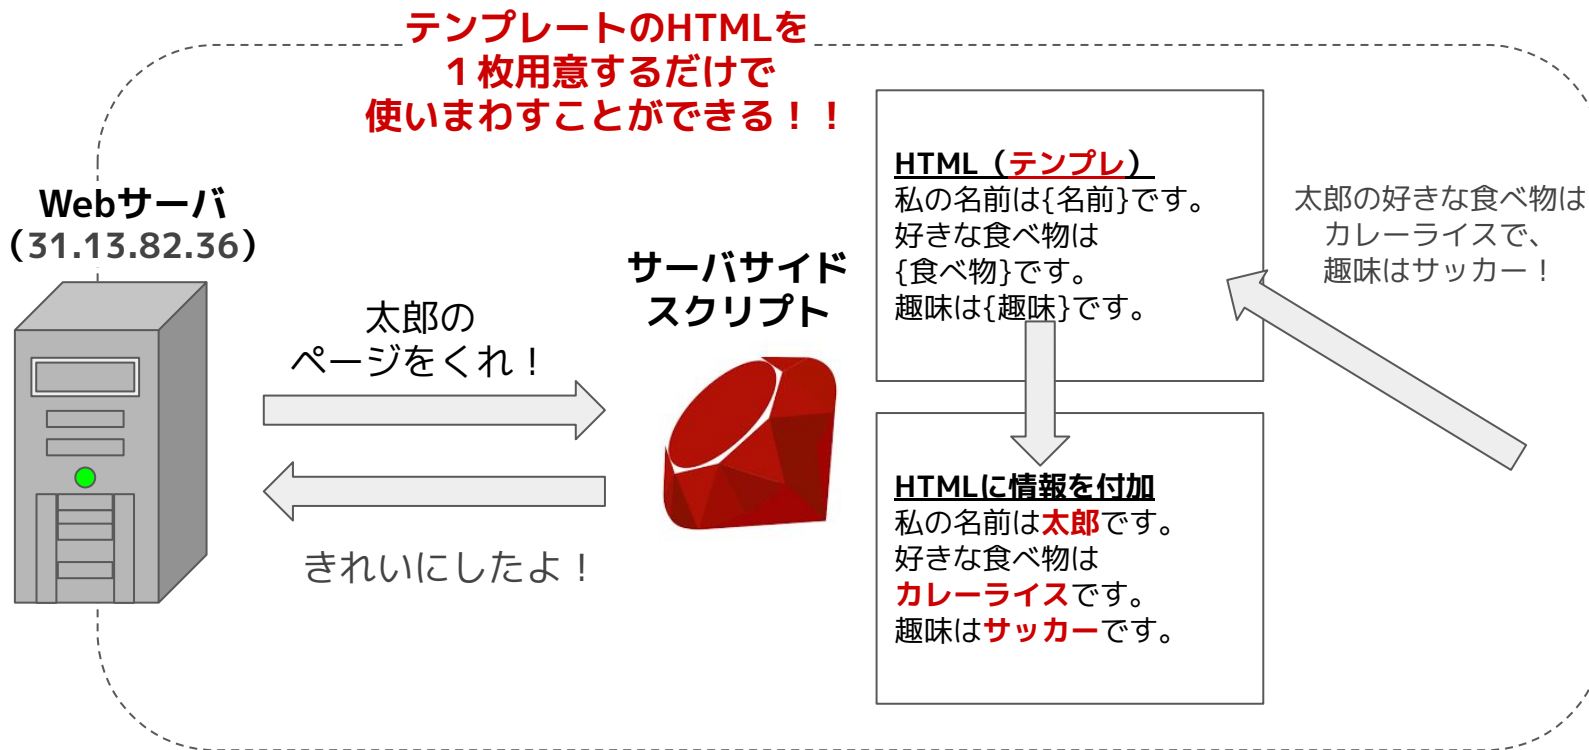 テンプレートのHTMLを
１枚用意するだけで
使いまわすことができる！！
Webサーバ
（31.13.82.36）
太郎の
ページをくれ！
きれいにしたよ！
サーバサイド
スクリプト
HTML（テンプレ）
私の名前は{名前}です。
好きな食べ物は
{食べ物}です。
趣味は{趣味}です。
HTMLに情報を付加
私の名前は太郎です。
好きな食べ物は
カレーライスです。
趣味はサッカーです。
太郎の好きな食べ物は
カレーライスで、
趣味はサッカー！